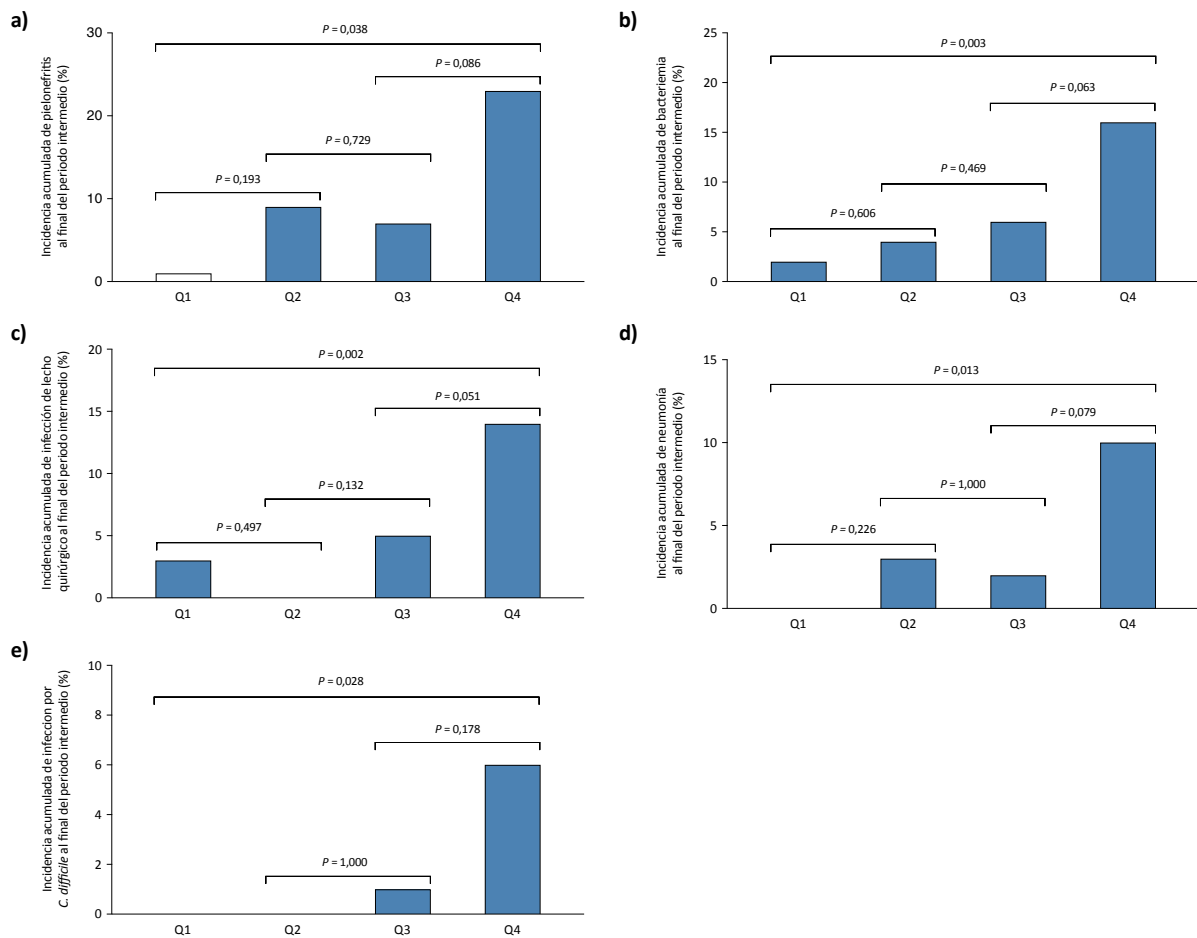 a)
Incidencia acumulada de pielonefritis
al final del periodo intermedio (%)
30
20
10
0
P = 0,038
P = 0,086
P = 0,729
P = 0,193
Q1 Q2 Q3 Q4
b)
Incidencia acumulada de bacteriemia
al final del periodo intermedio (%)
25
20
15
10
5
0
P = 0,003
P = 0,063
P = 0,469
P = 0,606
Q1 Q2 Q3 Q4
c)
Incidencia acumulada de infección de lecho
quirúrgico al final del periodo intermedio (%)
20
15
10
5
0
P = 0,002
P = 0,051
P = 0,132
P = 0,497
Q1 Q2 Q3 Q4
d)
Incidencia acumulada de neumonía
al final del periodo intermedio (%)
15
10
5
0
P = 0,013
P = 0,079
P = 1,000
P = 0,226
Q1 Q2 Q3 Q4
e)
Incidencia acumulada de infeccion por
C. difficile al final del periodo intermedio (%)
10
8
6
4
2
0
P = 0,028
P = 0,178
P = 1,000
Q1 Q2 Q3 Q4